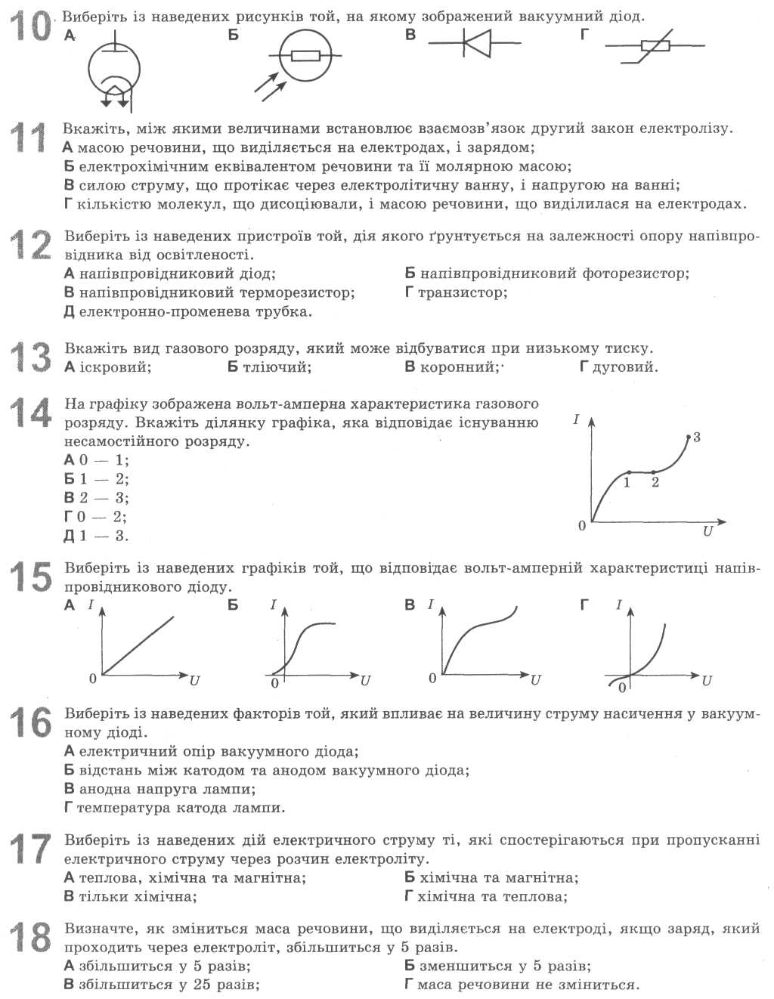 10. Виберіть із наведених рисунків той, на якому зображений вакуумний діод.
А Б В Г
11 Вкажіть, між якими величинами встановлює взаємозв’язок другий закон електролізу.
А масою речовини, що виділяється на електродах, і зарядом;
Б електрохімічним еквівалентом речовини та її молярною масою;
В силою струму, що протікає через електролітичну ванну, і напругою на ванні;
Г кількістю молекул, що дисоціювали, і масою речовини, що виділилася на електродах.
12 Виберіть із наведених пристроїв той, дія якого ґрунтується на залежності опору напівпро-
відника від освітленості.
А напівпровідниковий діод; Б напівпровідниковий фоторезистор;
В напівпровідниковий терморезистор; Г транзистор;
Д електронно-променева трубка.
13 Вкажіть вид газового розряду, який може відбуватися при низькому тиску.
А іскровий; Б тліючий; В коронний; Г дуговий.
14 На графіку зображена вольт-амперна характеристика газового
розряду. Вкажіть ділянку графіка, яка відповідає існуванню
несамостійного розряду.
А 0 — 1;
Б 1 — 2;
В 2 — 3;
Г 0 — 2;
Д 1 — 3.
I
3
1 2
0
U
15 Виберіть із наведених графіків той, що відповідає вольт-амперній характеристиці напів-
провідникового діоду.
А I Б I В I Г I
0 U 0 U 0 U 0 U
16 Виберіть із наведених факторів той, який впливає на величину струму насичення у вакуум-
ному діоді.
А електричний опір вакуумного діода;
Б відстань між катодом та анодом вакуумного діода;
В анодна напруга лампи;
Г температура катода лампи.
17 Виберіть із наведених дій електричного струму ті, які спостерігаються при пропусканні
електричного струму через розчин електроліту.
А теплова, хімічна та магнітна; Б хімічна та магнітна;
В тільки хімічна; Г хімічна та теплова;
18 Визначте, як зміниться маса речовини, що виділяється на електроді, якщо заряд, який
проходить через електроліт, збільшиться у 5 разів.
А збільшиться у 5 разів; Б зменшиться у 5 разів;
В збільшиться у 25 разів; Г маса речовини не зміниться.